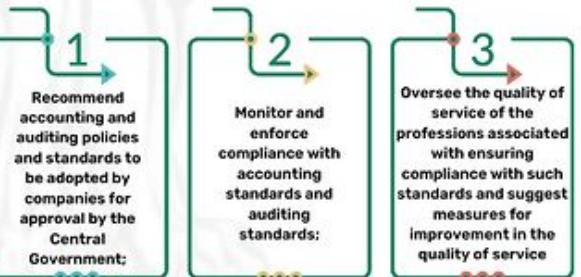 1
Recommend
accounting and
auditing policies
and standards to
be adopted by
companies for
approval by the
Central
Government;
2
Monitor and
enforce
compliance with
accounting
standards and
auditing
standards;
3
Oversee the quality of
service of the
professions associated
with ensuring
compliance with such
standards and suggest
measures for
improvement in the
quality of service